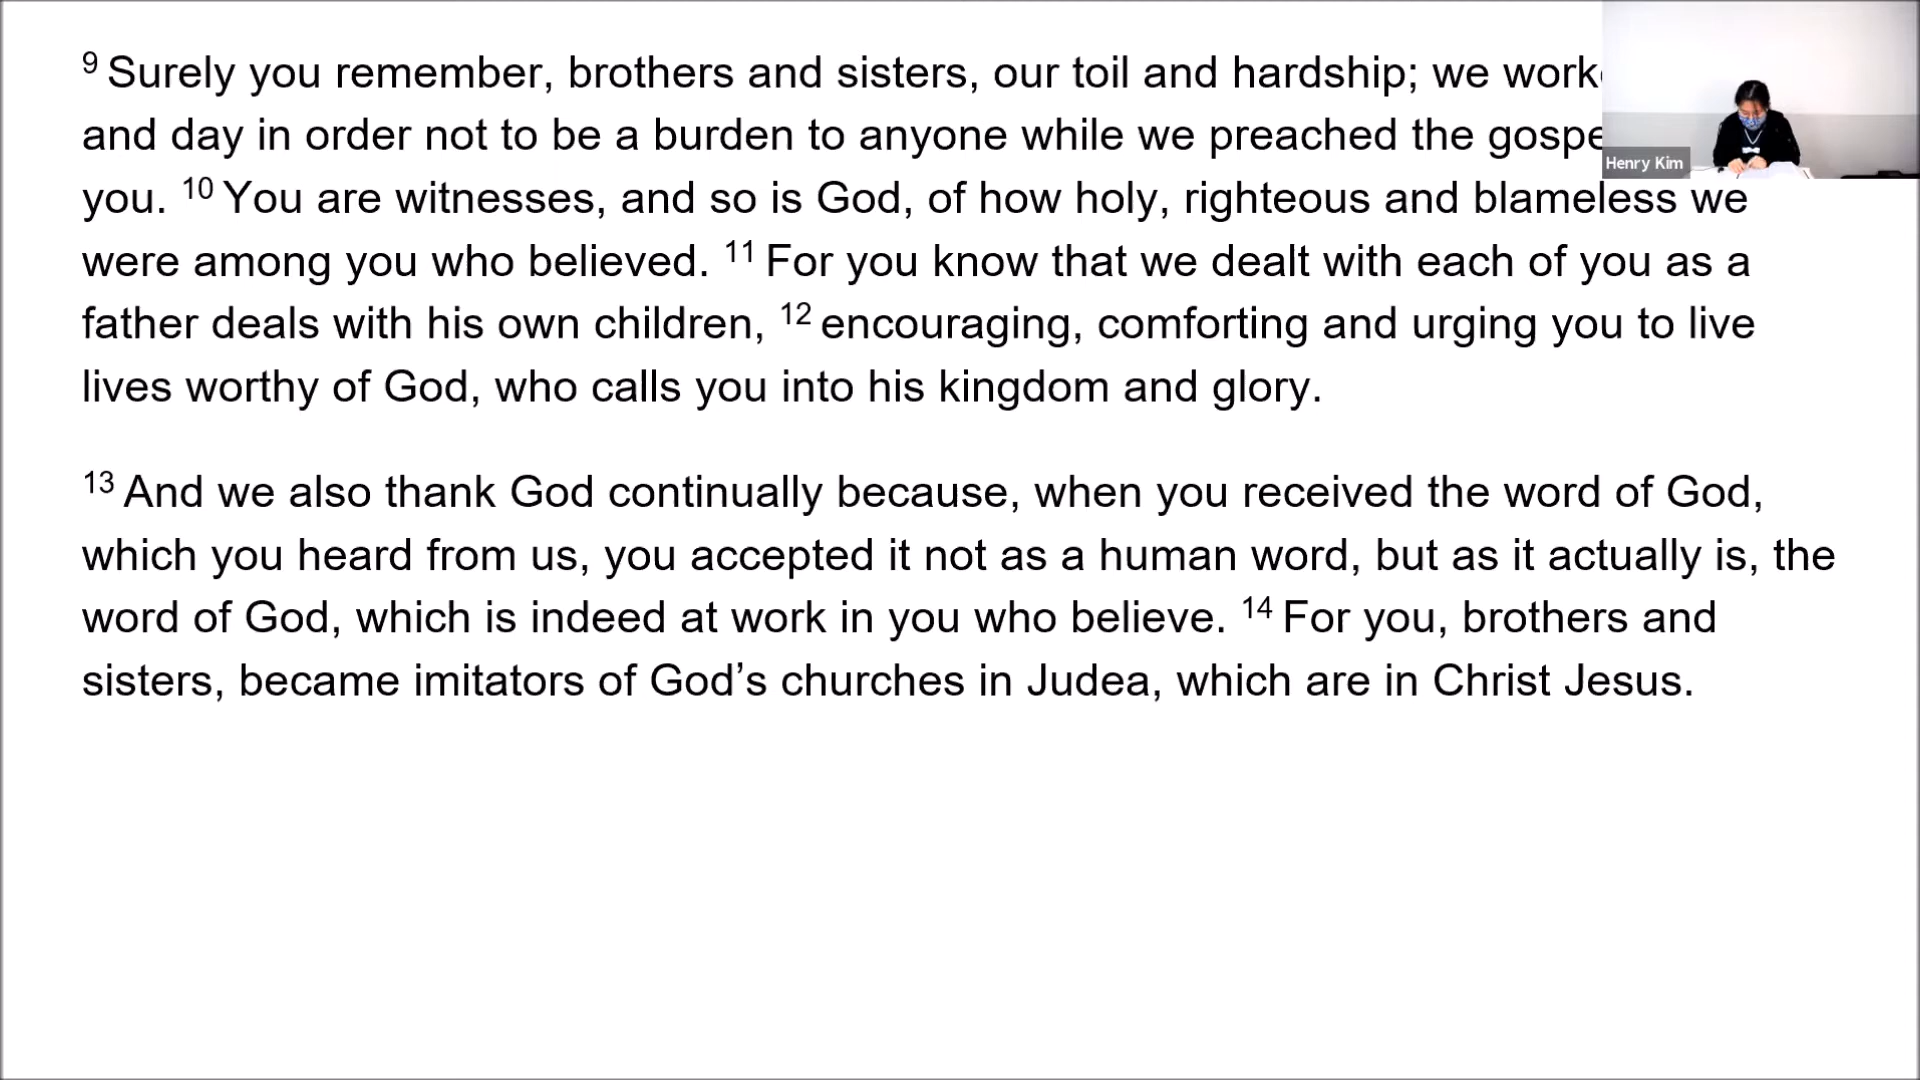 9 Surely you remember, brothers and sisters, our toil and hardship; we
and day in order not to be a burden to anyone while we preached the
you. 10 You are witnesses, and so is God, of how holy, righteous and blameless we
were among you who believed. 11 For you know that we dealt with each of you as a
father deals with his own children, 12 encouraging, comforting and urging you to live
lives worthy of God, who calls you into his kingdom and glory.
13 And we also thank God continually because, when you received the word of God,
which you heard from us, you accepted it not as a human word, but as it actually is, the
word of God, which is indeed at work in you who believe. 14 For you, brothers and
sisters, became imitators of God’s churches in Judea, which are in Christ Jesus.
Henry Kim